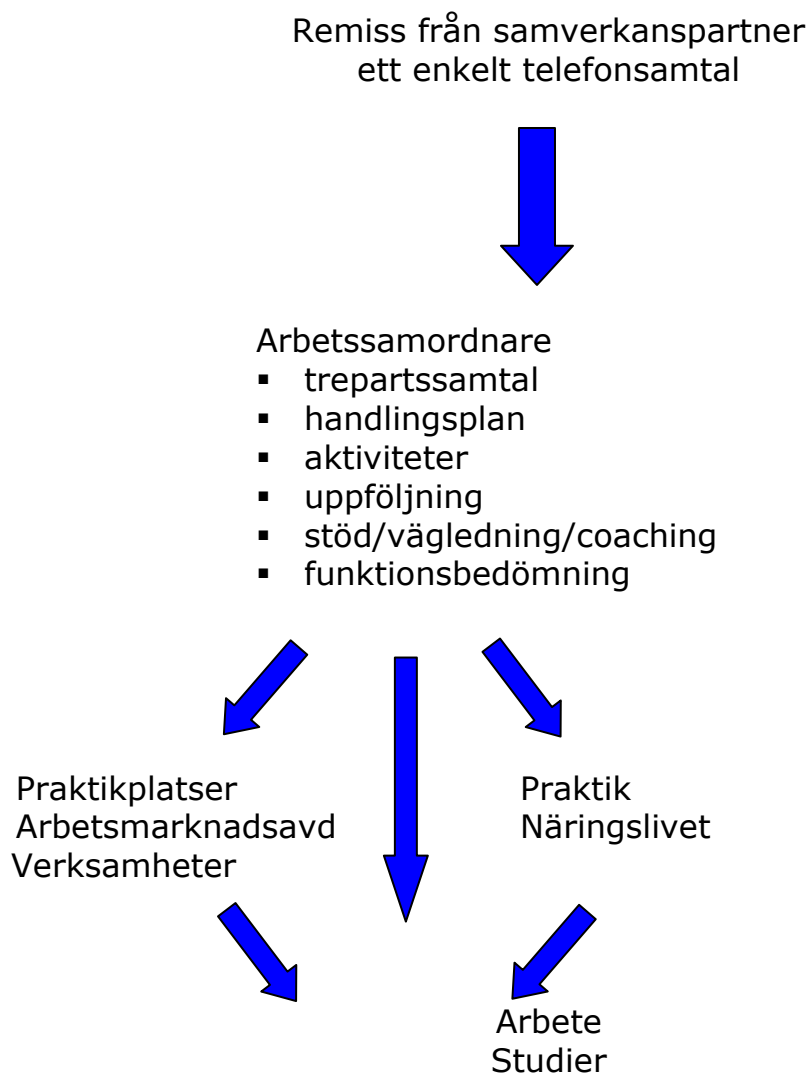 Remiss från samverkanspartner
ett enkelt telefonsamtal
Arbetssamordnare
▪ trepartssamtal
▪ handlingsplan
▪ aktiviteter
▪ uppföljning
▪ stöd/vägledning/coaching
▪ funktionsbedömning
Praktikplatser
Arbetsmarknadsavd
Verksamheter
Praktik
Näringslivet
Arbete
Studier